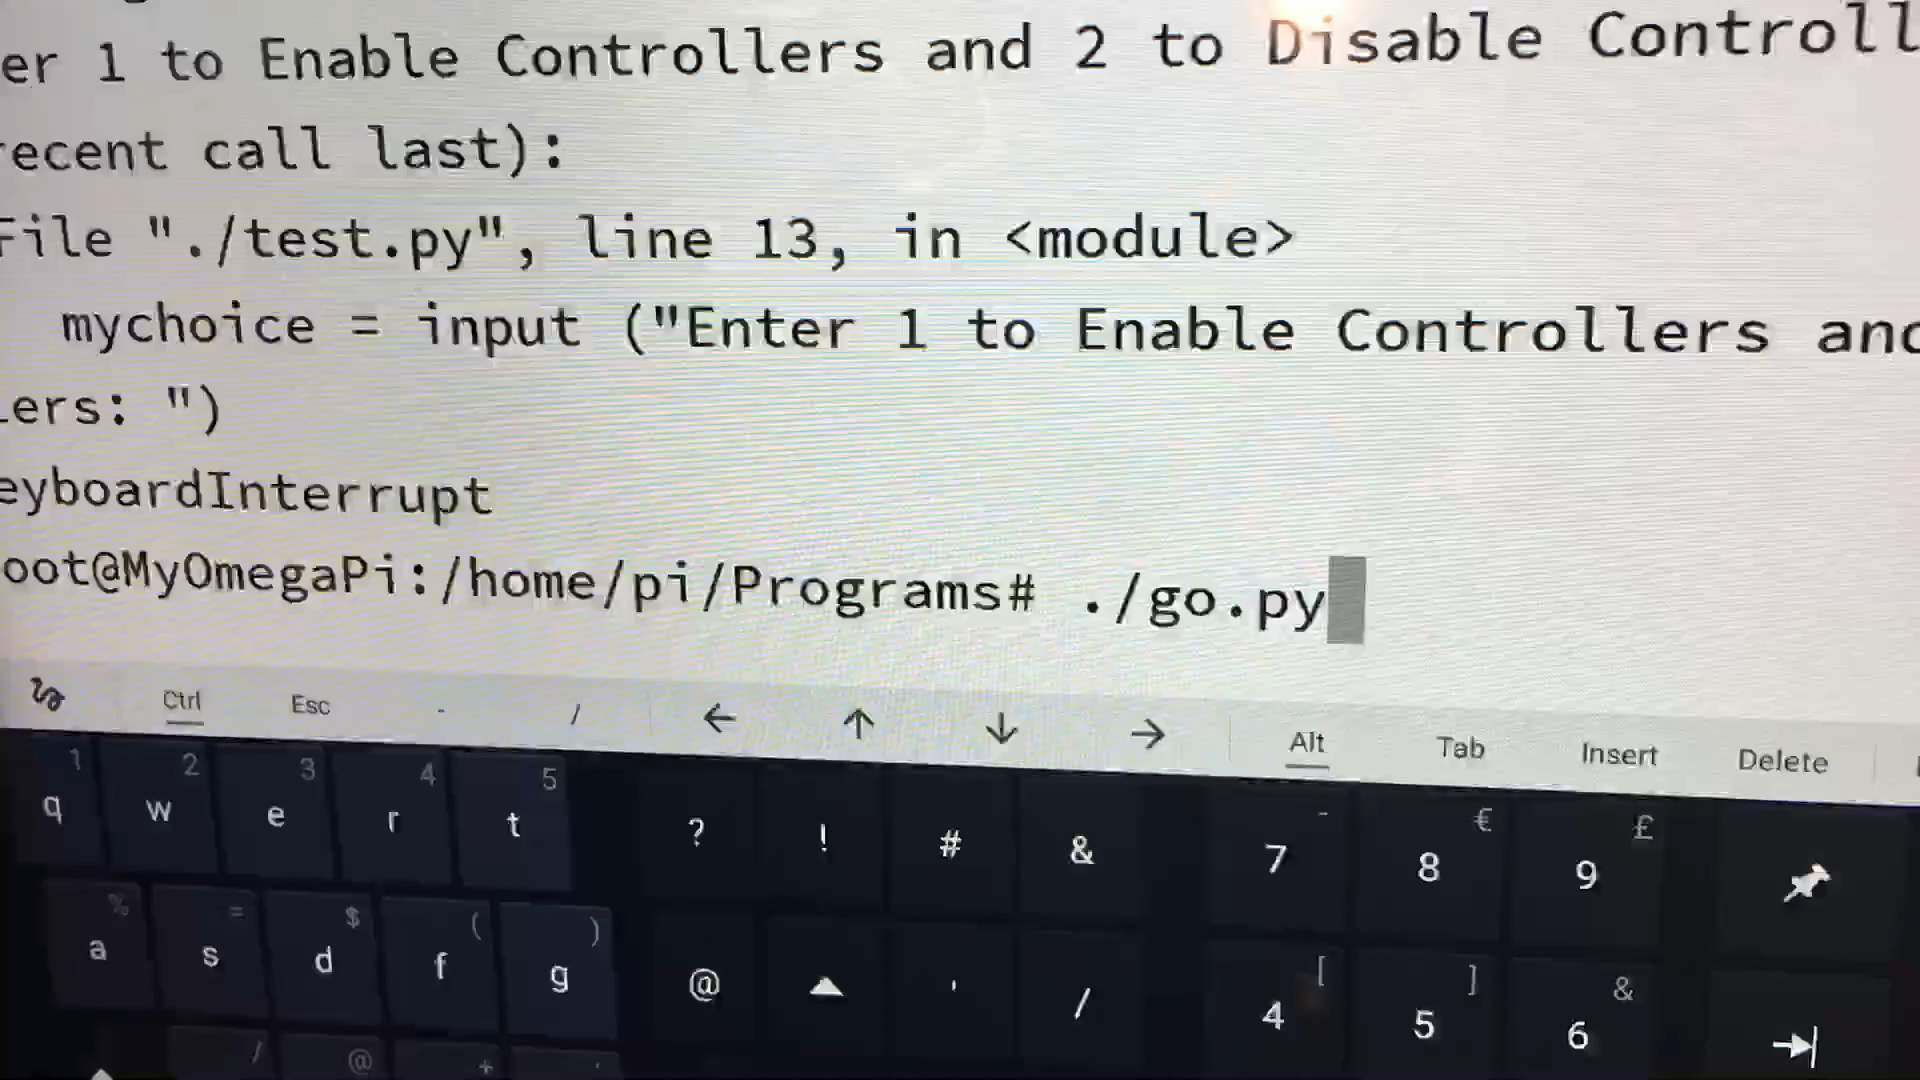 er 1 to Enable Controllers and 2 to Disable Controll
recent call last):
File "./test.py", line 13, in <module>
mychoice = input ("Enter 1 to Enable Controllers and
lers: ")
eyboardInterrupt
oot@MyOmegaPi:/home/pi/Programs# ./go.py
Ctrl Esc - / ← ↑ ↓ → Alt Tab Insert Delete
1 2 3 4 5 - € £
q w e r t ? ! # & 7 8 9
% = $ ( ) [ ] &
a s d f g @ ' / 4 5 6
/ @ +